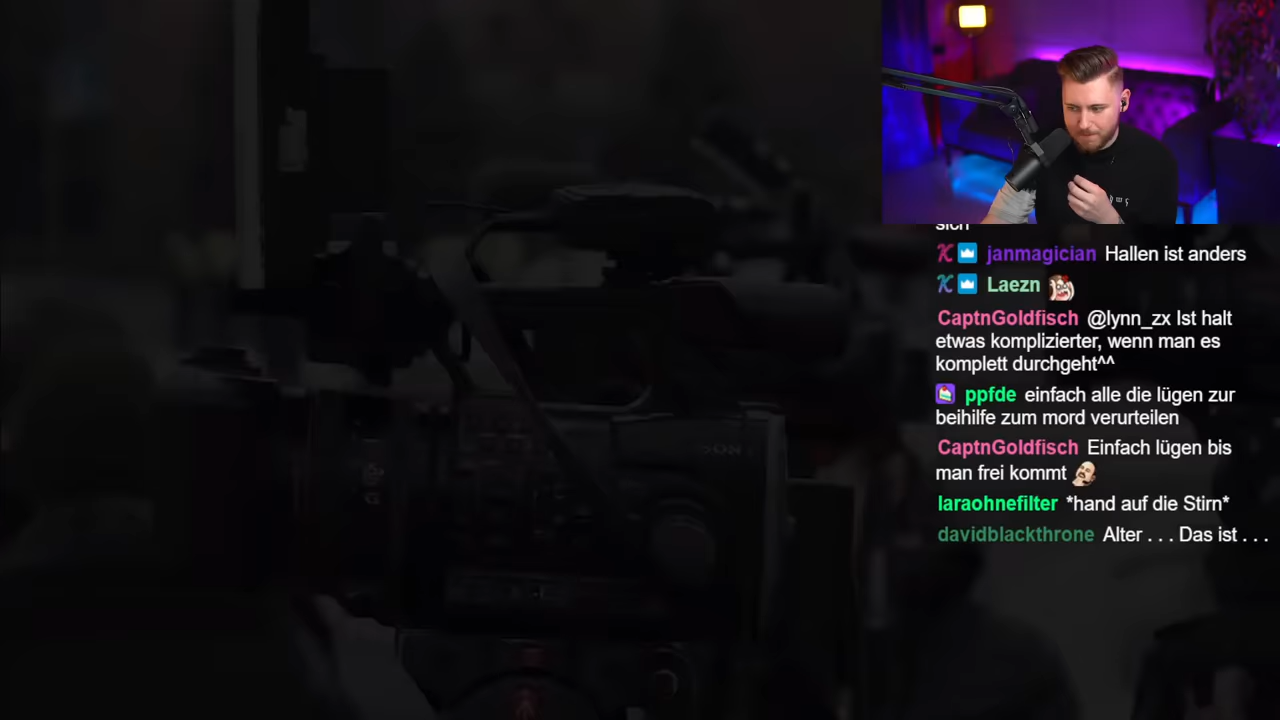 sich
janmagician Hallen ist anders
Laezn
CaptnGoldfisch @lynn_zx Ist halt
etwas komplizierter, wenn man es
komplett durchgeht^^
ppfde einfach alle die lügen zur
beihilfe zum mord verurteilen
CaptnGoldfisch Einfach lügen bis
man frei kommt
laraohnefilter *hand auf die Stirn*
davidblackthrone Alter . . . Das ist . . .
SON